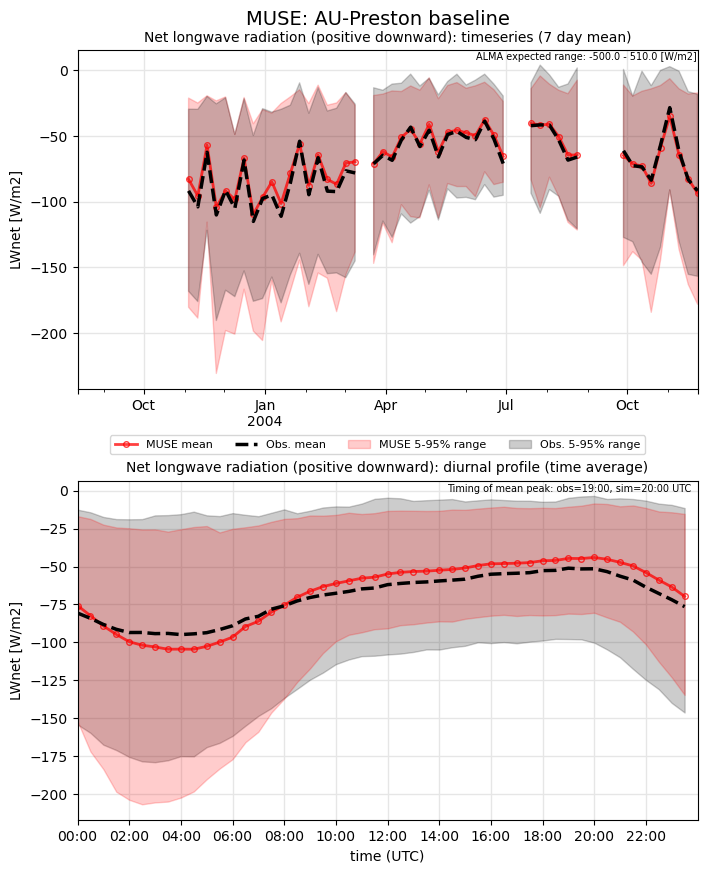 MUSE: AU-Preston baseline
Net longwave radiation (positive downward): timeseries (7 day mean)
ALMA expected range: -500.0 - 510.0 [W/m2]
0
−50
−100
−150
−200
LWnet [W/m2]
Oct Jan Apr Jul Oct
2004
MUSE mean Obs. mean MUSE 5-95% range Obs. 5-95% range
Net longwave radiation (positive downward): diurnal profile (time average)
Timing of mean peak: obs=19:00, sim=20:00 UTC
0
−25
−50
−75
−100
−125
−150
−175
−200
LWnet [W/m2]
00:00 02:00 04:00 06:00 08:00 10:00 12:00 14:00 16:00 18:00 20:00 22:00
time (UTC)